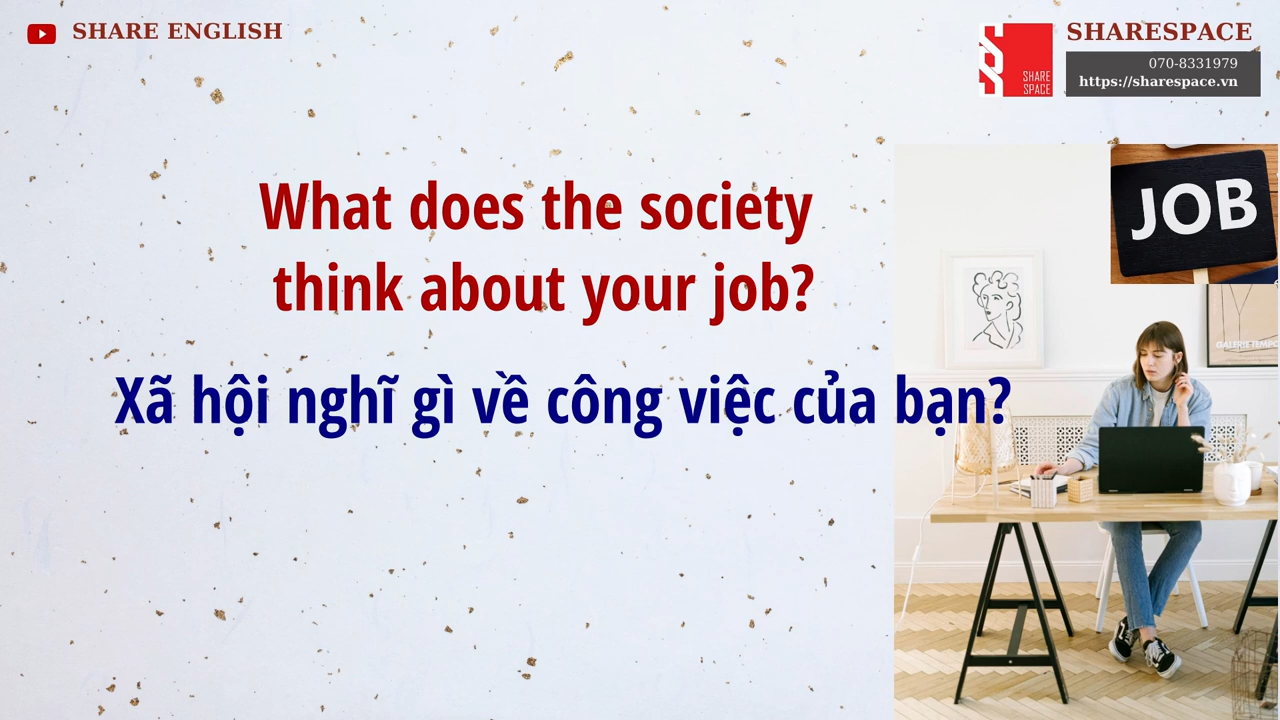 SHARE ENGLISH
SHARESPACE
070-8331979
https://sharespace.vn
SHARE
SPACE
JOB
What does the society
think about your job?
Xã hội nghĩ gì về công việc của bạn?